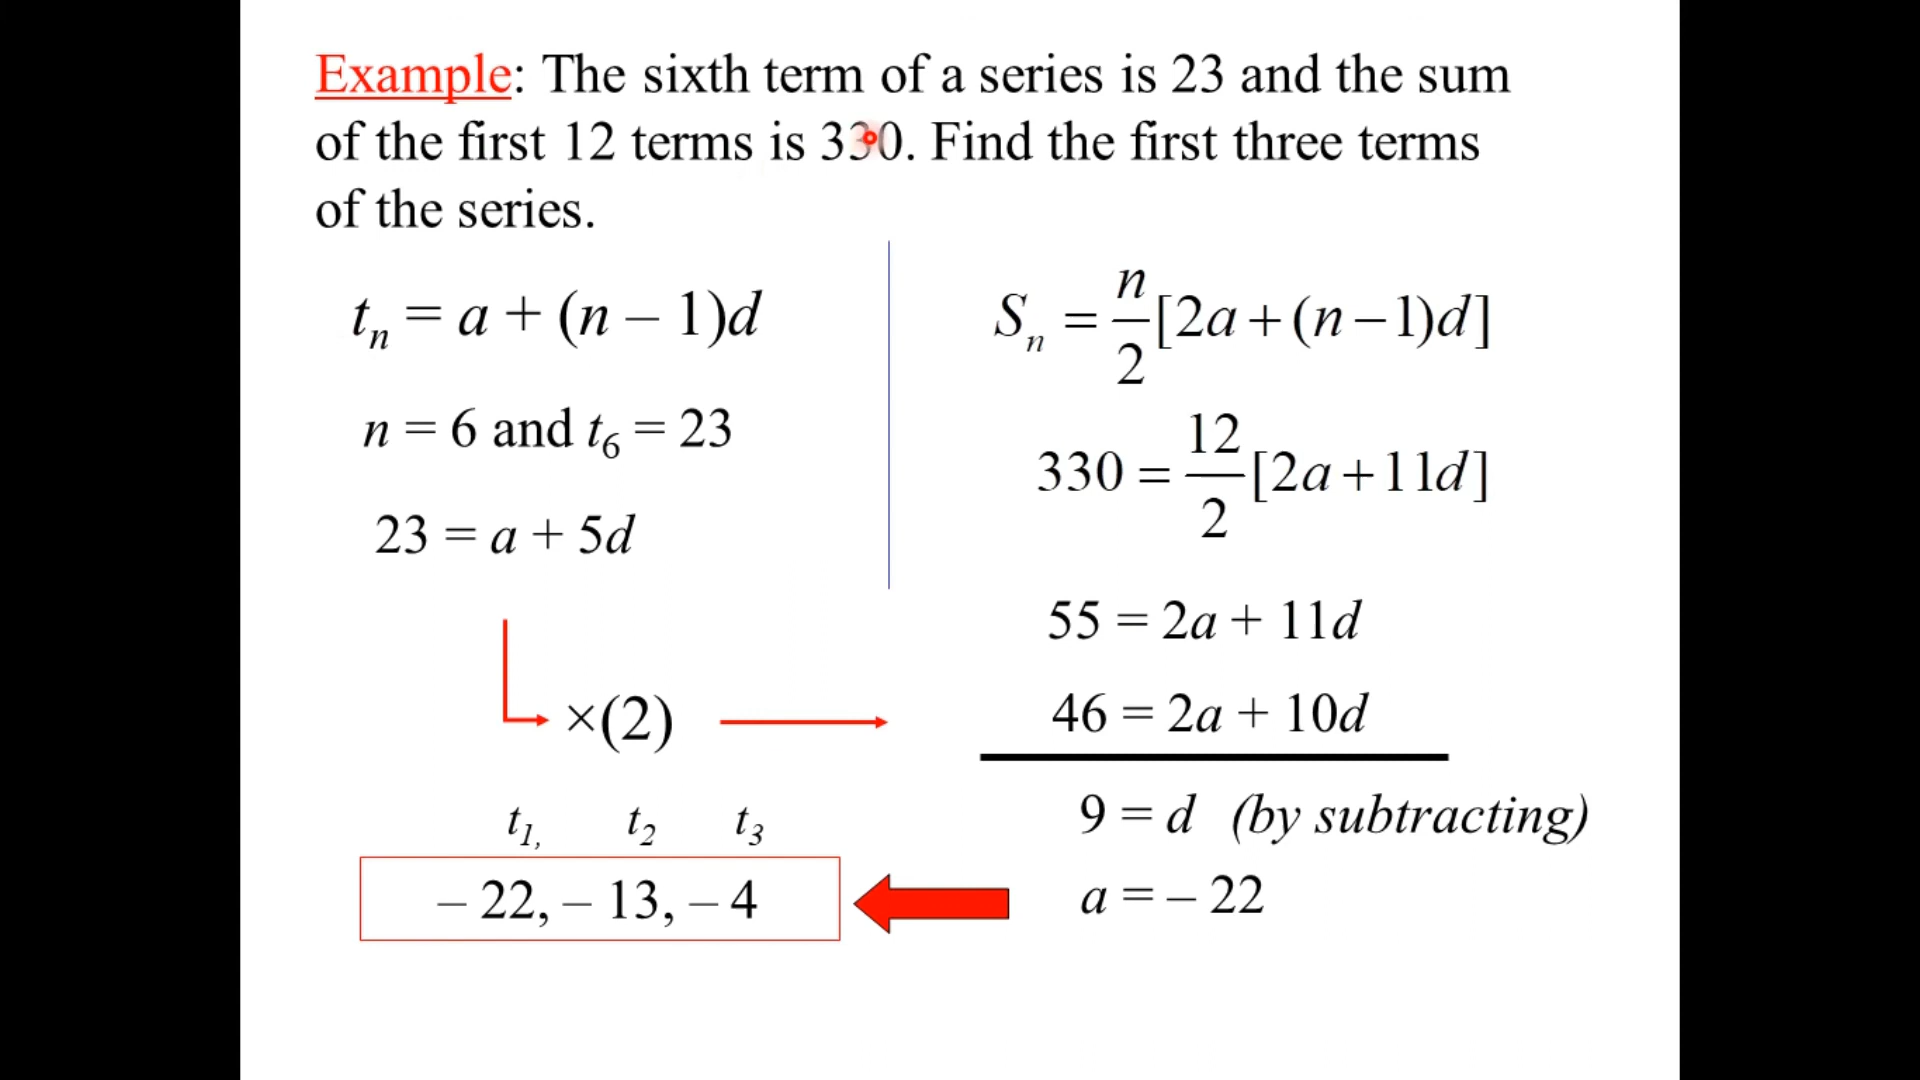 Example: The sixth term of a series is 23 and the sum
of the first 12 terms is 330. Find the first three terms
of the series.
tₙ = a + (n – 1)d
n = 6 and t₆ = 23
23 = a + 5d
×(2)
Sₙ = n/2[2a + (n − 1)d]
330 = 12/2[2a + 11d]
55 = 2a + 11d
46 = 2a + 10d
9 = d (by subtracting)
a = – 22
t₁, t₂ t₃
– 22, – 13, – 4